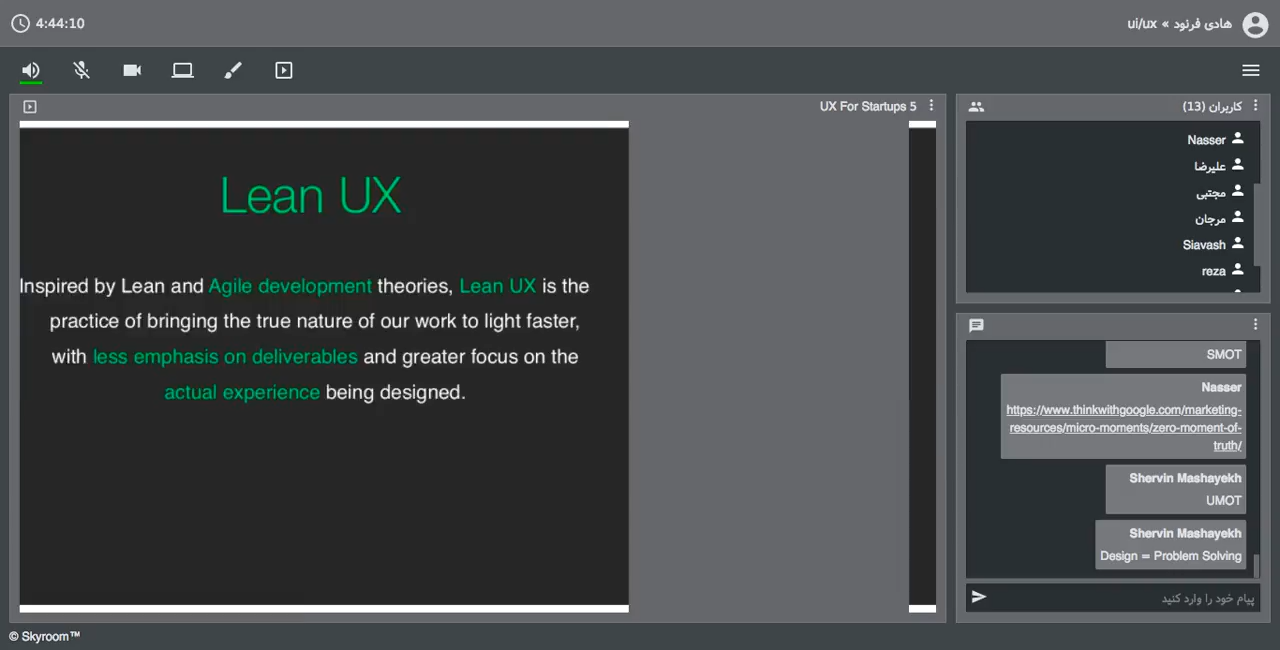 4:44:10
هادی فرنود » ui/ux
UX For Startups 5
Lean UX
Inspired by Lean and Agile development theories, Lean UX is the
practice of bringing the true nature of our work to light faster,
with less emphasis on deliverables and greater focus on the
actual experience being designed.
کاربران (13)
Nasser
علیرضا
مجتبی
مرجان
Siavash
reza
SMOT
Nasser
https://www.thinkwithgoogle.com/marketing-
resources/micro-moments/zero-moment-of-
truth/
Shervin Mashayekh
UMOT
Shervin Mashayekh
Design = Problem Solving
پیام خود را وارد کنید
© Skyroom™